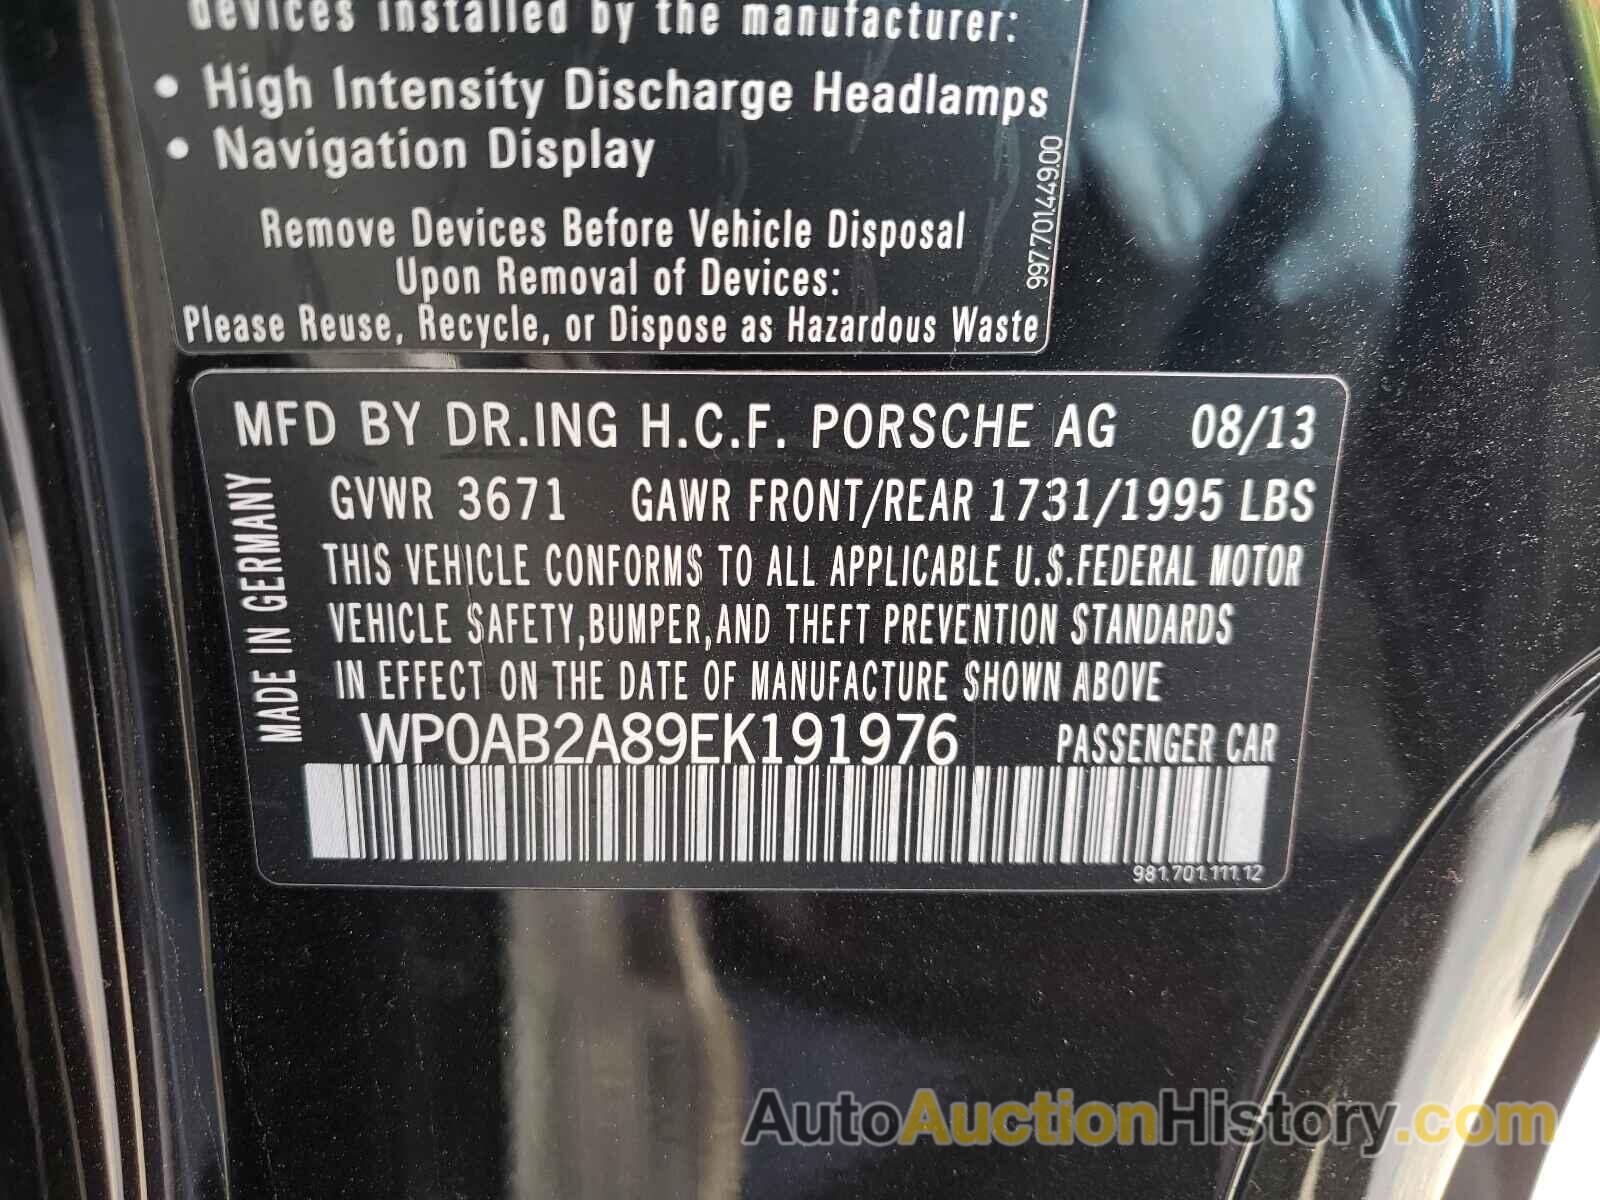 devices installed by the manufacturer:
• High Intensity Discharge Headlamps
• Navigation Display
Remove Devices Before Vehicle Disposal
Upon Removal of Devices:
Please Reuse, Recycle, or Dispose as Hazardous Waste
997.701.449.00
MFD BY DR.ING H.C.F. PORSCHE AG 08/13
GVWR 3671 GAWR FRONT/REAR 1731/1995 LBS
THIS VEHICLE CONFORMS TO ALL APPLICABLE U.S.FEDERAL MOTOR
VEHICLE SAFETY,BUMPER,AND THEFT PREVENTION STANDARDS
IN EFFECT ON THE DATE OF MANUFACTURE SHOWN ABOVE
MADE IN GERMANY
WP0AB2A89EK191976 PASSENGER CAR
981.701.111.12
AutoAuctionHistory.com